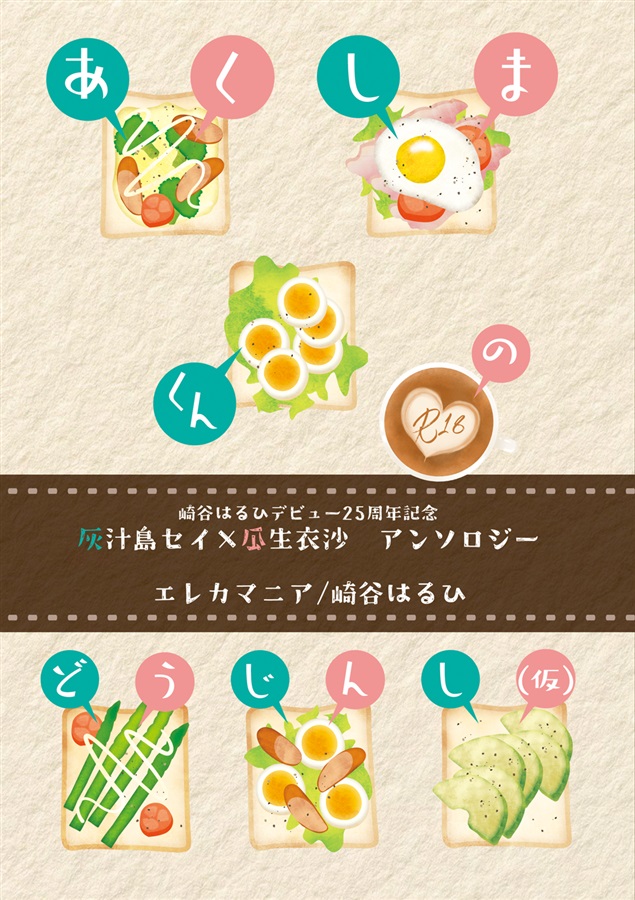 あくしま
くんの
R18
崎谷はるひデビュー25周年記念
灰汁島セイ×瓜生衣沙　アンソロジー
エレカマニア/崎谷はるひ
どうじんし(仮)